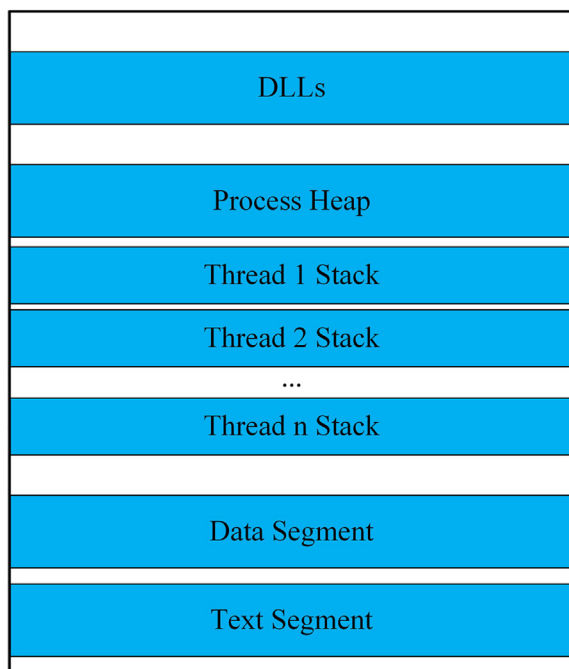 DLLs
Process Heap
Thread 1 Stack
Thread 2 Stack
...
Thread n Stack
Data Segment
Text Segment